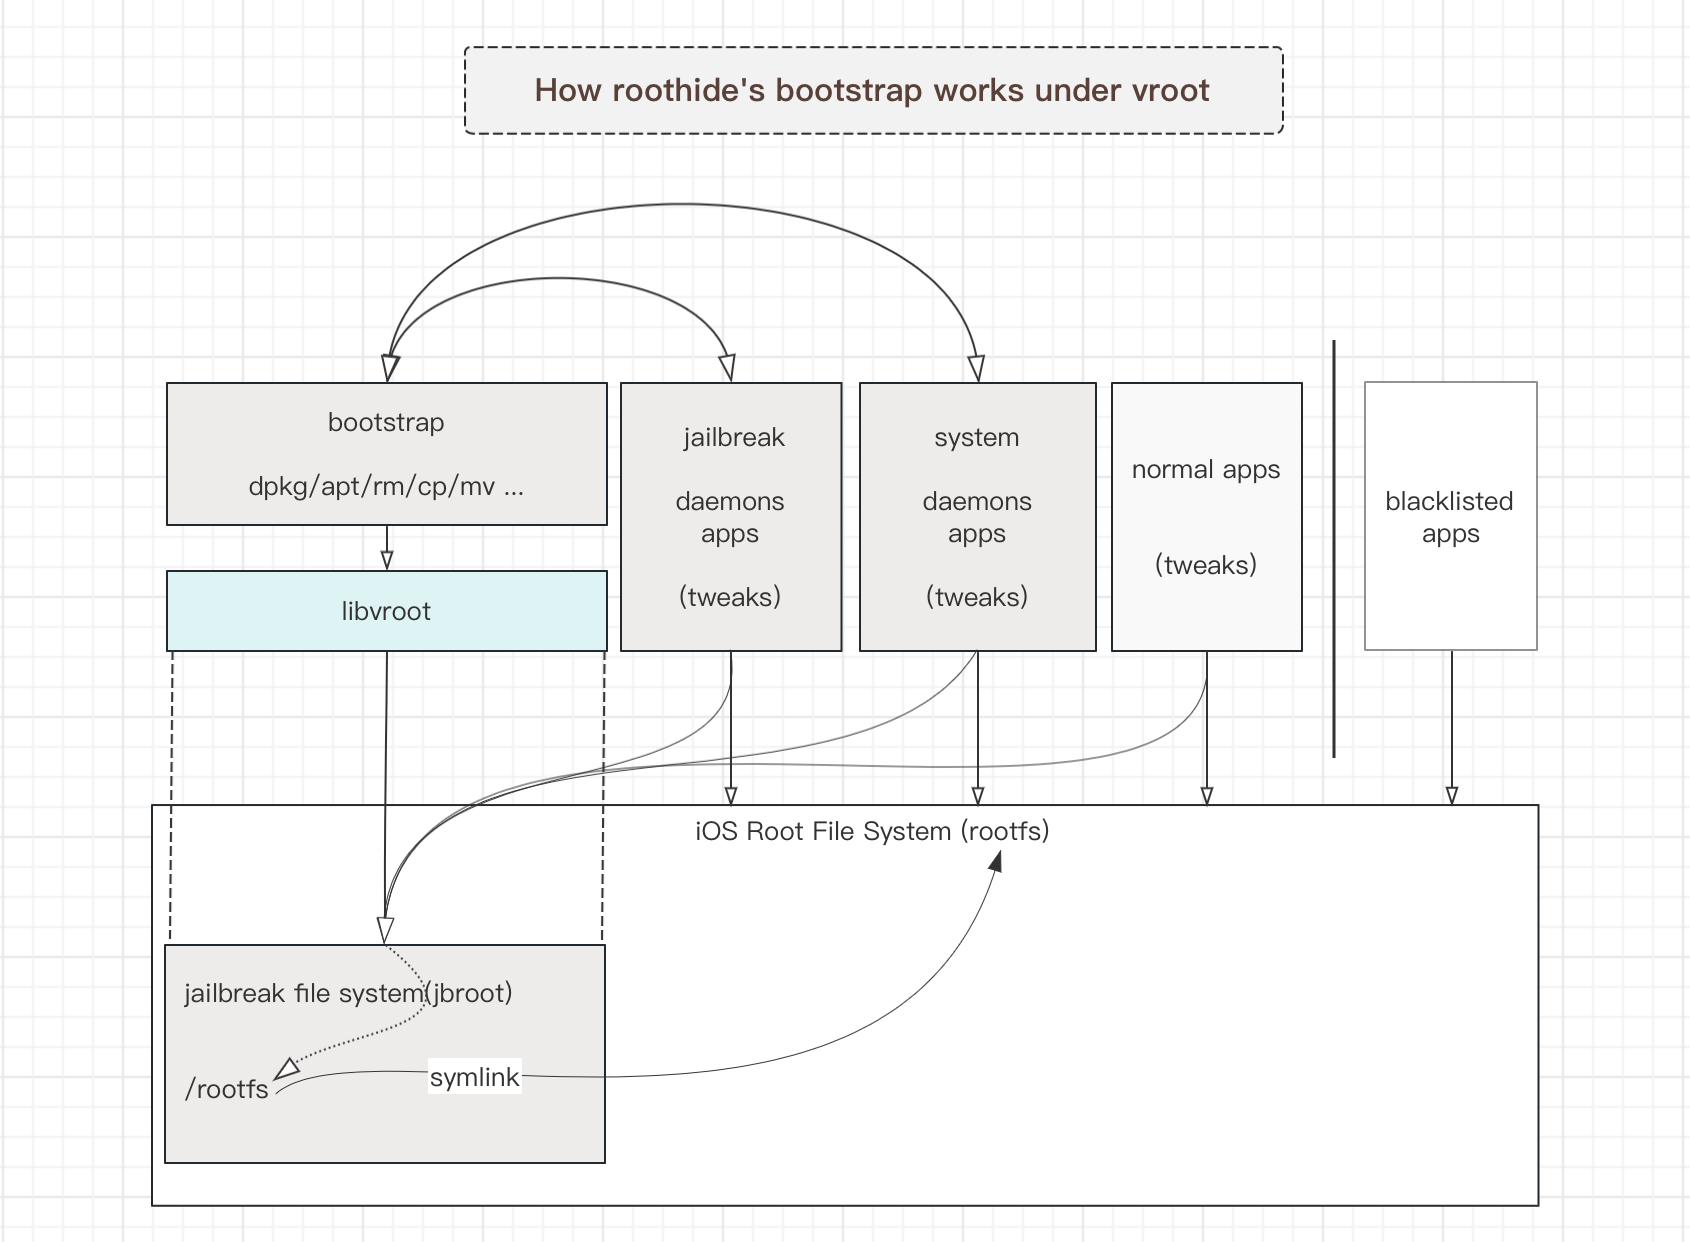 How roothide's bootstrap works under vroot
bootstrap
dpkg/apt/rm/cp/mv ...
libvroot
jailbreak
daemons
apps
(tweaks)
system
daemons
apps
(tweaks)
normal apps
(tweaks)
blacklisted
apps
iOS Root File System (rootfs)
jailbreak file system(jbroot)
symlink
/rootfs